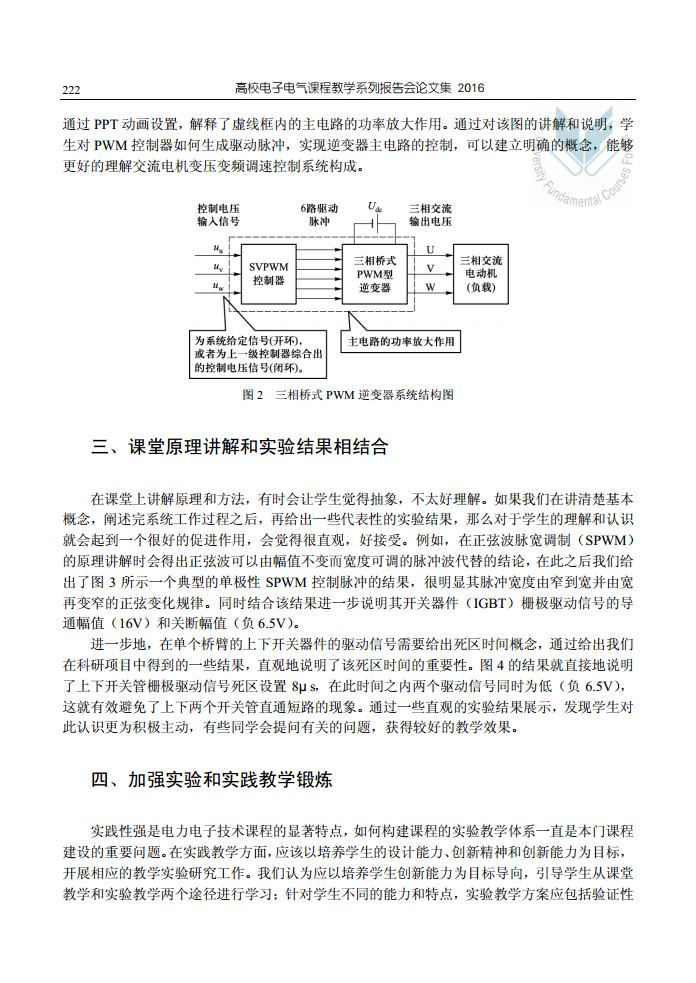 222
高校电子电气课程教学系列报告会论文集 2016
通过 PPT 动画设置，解释了虚线框内的主电路的功率放大作用。通过对该图的讲解和说明，学
生对 PWM 控制器如何生成驱动脉冲，实现逆变器主电路的控制，可以建立明确的概念，能够
更好的理解交流电机变压变频调速控制系统构成。
控制电压
输入信号
6路驱动
脉冲
Udc
三相交流
输出电压
uu
uv
uw
SVPWM
控制器
三相桥式
PWM型
逆变器
U
V
W
三相交流
电动机
(负载)
为系统给定信号(开环)，
或者为上一级控制器综合出
的控制电压信号(闭环)。
主电路的功率放大作用
图 2 三相桥式 PWM 逆变器系统结构图
三、课堂原理讲解和实验结果相结合
在课堂上讲解原理和方法，有时会让学生觉得抽象，不太好理解。如果我们在讲清楚基本
概念，阐述完系统工作过程之后，再给出一些代表性的实验结果，那么对于学生的理解和认识
就会起到一个很好的促进作用，会觉得很直观，好接受。例如，在正弦波脉宽调制（SPWM）
的原理讲解时会得出正弦波可以由幅值不变而宽度可调的脉冲波代替的结论，在此之后我们给
出了图 3 所示一个典型的单极性 SPWM 控制脉冲的结果，很明显其脉冲宽度由窄到宽并由宽
再变窄的正弦变化规律。同时结合该结果进一步说明其开关器件（IGBT）栅极驱动信号的导
通幅值（16V）和关断幅值（负 6.5V）。
进一步地，在单个桥臂的上下开关器件的驱动信号需要给出死区时间概念，通过给出我们
在科研项目中得到的一些结果，直观地说明了该死区时间的重要性。图 4 的结果就直接地说明
了上下开关管栅极驱动信号死区设置 8μs，在此时间之内两个驱动信号同时为低（负 6.5V），
这就有效避免了上下两个开关管直通短路的现象。通过一些直观的实验结果展示，发现学生对
此认识更为积极主动，有些同学会提问有关的问题，获得较好的教学效果。
四、加强实验和实践教学锻炼
实践性强是电力电子技术课程的显著特点，如何构建课程的实验教学体系一直是本门课程
建设的重要问题。在实践教学方面，应该以培养学生的设计能力、创新精神和创新能力为目标，
开展相应的教学实验研究工作。我们认为应以培养学生创新能力为目标导向，引导学生从课堂
教学和实验教学两个途径进行学习；针对学生不同的能力和特点，实验教学方案应包括验证性
Fundamental Courses